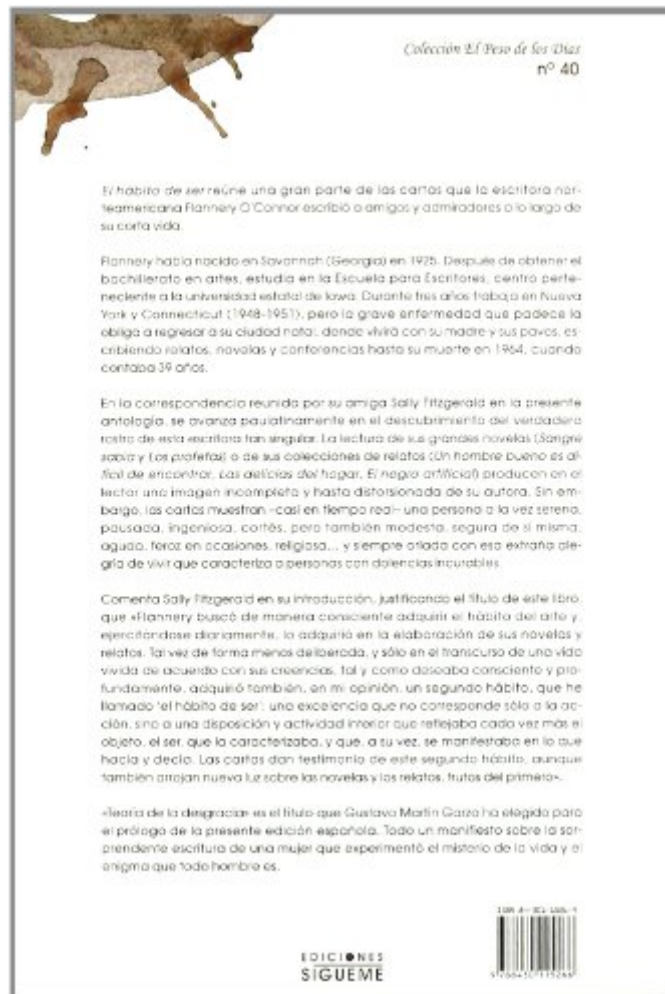 Colección El Peso de los Días
nº 40
El hábito de ser reúne una gran parte de las cartas que la escritora nor-
teamericana Flannery O'Connor escribió a amigos y admiradores a lo largo de
su corta vida.
Flannery había nacido en Savannah (Georgia) en 1925. Después de obtener el
bachillerato en artes, estudia en la Escuela para Escritores, centro perte-
neciente a la universidad estatal de Iowa. Durante tres años trabaja en Nueva
York y Connecticut (1948-1951), pero la grave enfermedad que padece la
obliga a regresar a su ciudad natal, donde vivirá con su madre y sus pavos, es-
cribiendo relatos, novelas y conferencias hasta su muerte en 1964, cuando
contaba 39 años.
En la correspondencia reunida por su amiga Sally Fitzgerald en la presente
antología, se avanza paulatinamente en el descubrimiento del verdadero
rostro de esta escritora tan singular. La lectura de sus grandes novelas (Sangre
sabia y Los profetas) o de sus colecciones de relatos (Un hombre bueno es di-
fícil de encontrar, Las delicias del hogar, El negro artificial) producen en el
lector una imagen incompleta y hasta distorsionada de su autora. Sin em-
bargo, las cartas muestran –casi en tiempo real– una persona a la vez serena,
pausada, ingeniosa, cortés, pero también modesta, segura de sí misma,
aguda, feroz en ocasiones, religiosa... y siempre orlada con esa extraña ale-
gría de vivir que caracteriza a personas con dolencias incurables.
Comenta Sally Fitzgerald en su introducción, justificando el título de este libro,
que «Flannery buscó de manera consciente adquirir el hábito del arte y,
ejercitándose diariamente, lo adquirió en la elaboración de sus novelas y
relatos. Tal vez de forma menos deliberada, y sólo en el transcurso de una vida
vivida de acuerdo con sus creencias, tal y como deseaba consciente y pro-
fundamente, adquirió también, en mi opinión, un segundo hábito, que he
llamado 'el hábito de ser': una excelencia que no corresponde sólo a la ac-
ción, sino a una disposición y actividad interior que reflejaba cada vez más el
objeto, el ser, que la caracterizaba, y que, a su vez, se manifestaba en lo que
hacía y decía. Las cartas dan testimonio de este segundo hábito, aunque
también arrojan nueva luz sobre las novelas y los relatos, frutos del primero».
«Teoría de la desgracia» es el título que Gustavo Martín Garzo ha elegido para
el prólogo de la presente edición española. Todo un manifiesto sobre la sor-
prendente escritura de una mujer que experimentó el misterio de la vida y el
enigma que todo hombre es.
EDICIONES
SIGUEME